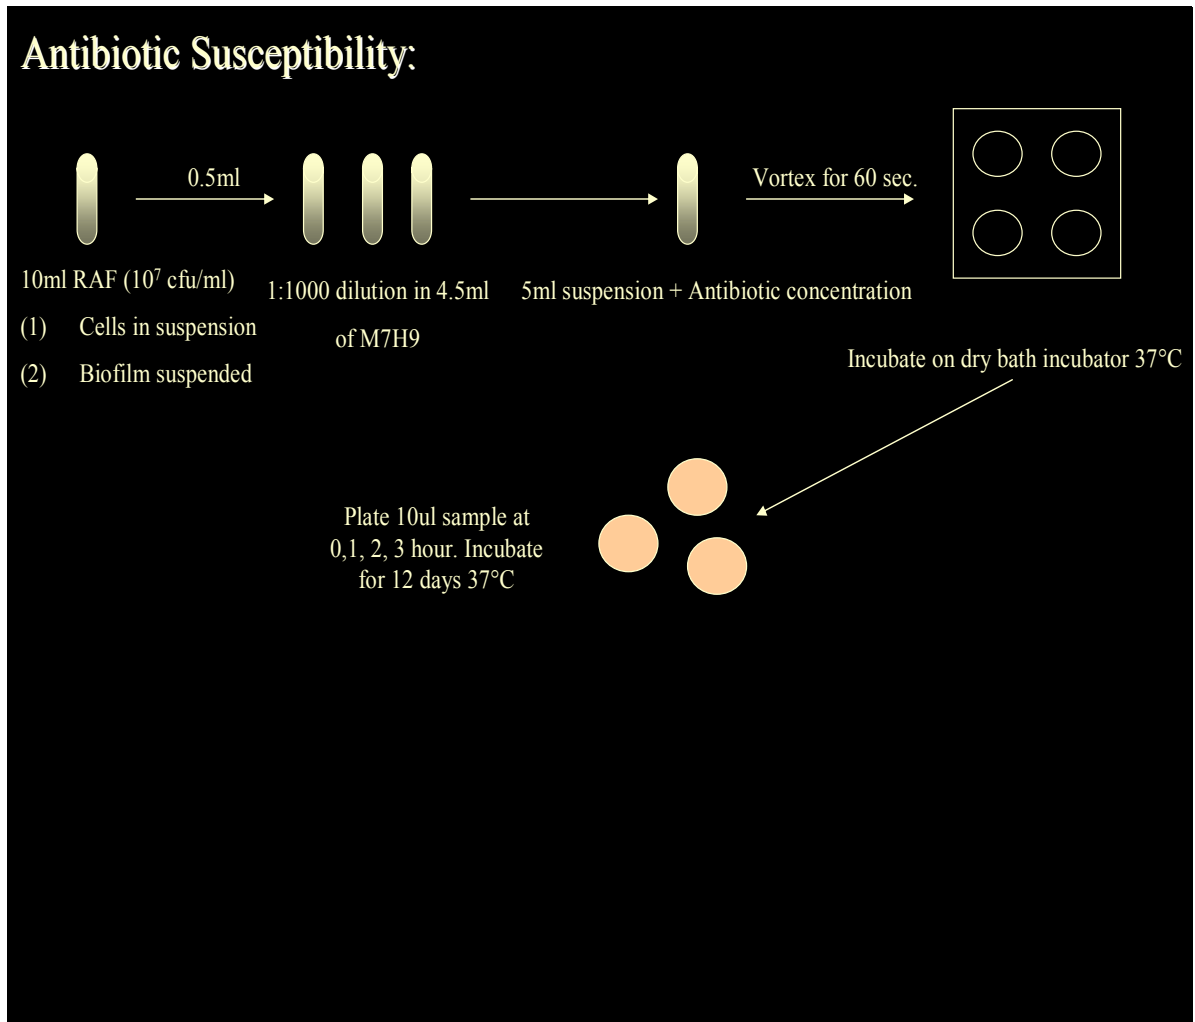 Antibiotic Susceptibility:
0.5ml
Vortex for 60 sec.
10ml RAF (10⁷ cfu/ml)
(1) Cells in suspension
(2) Biofilm suspended
1:1000 dilution in 4.5ml
of M7H9
5ml suspension + Antibiotic concentration
Incubate on dry bath incubator 37°C
Plate 10ul sample at
0,1, 2, 3 hour. Incubate
for 12 days 37°C